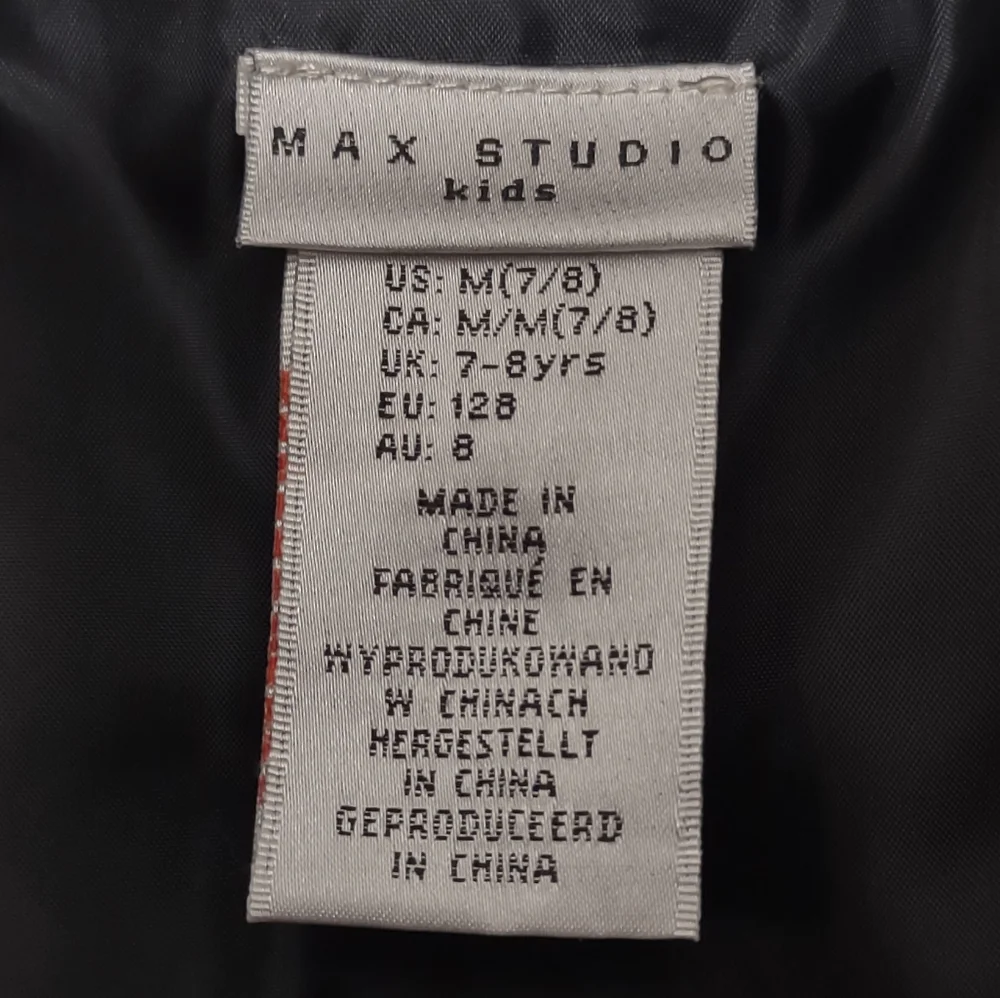 MAX STUDIO
kids
US: M(7/8)
CA: M/M(7/8)
UK: 7-8yrs
EU: 128
AU: 8
MADE IN
CHINA
FABRIQUÉ EN
CHINE
WYPRODUKOWANO
W CHINACH
HERGESTELLT
IN CHINA
GEPRODUCEERD
IN CHINA